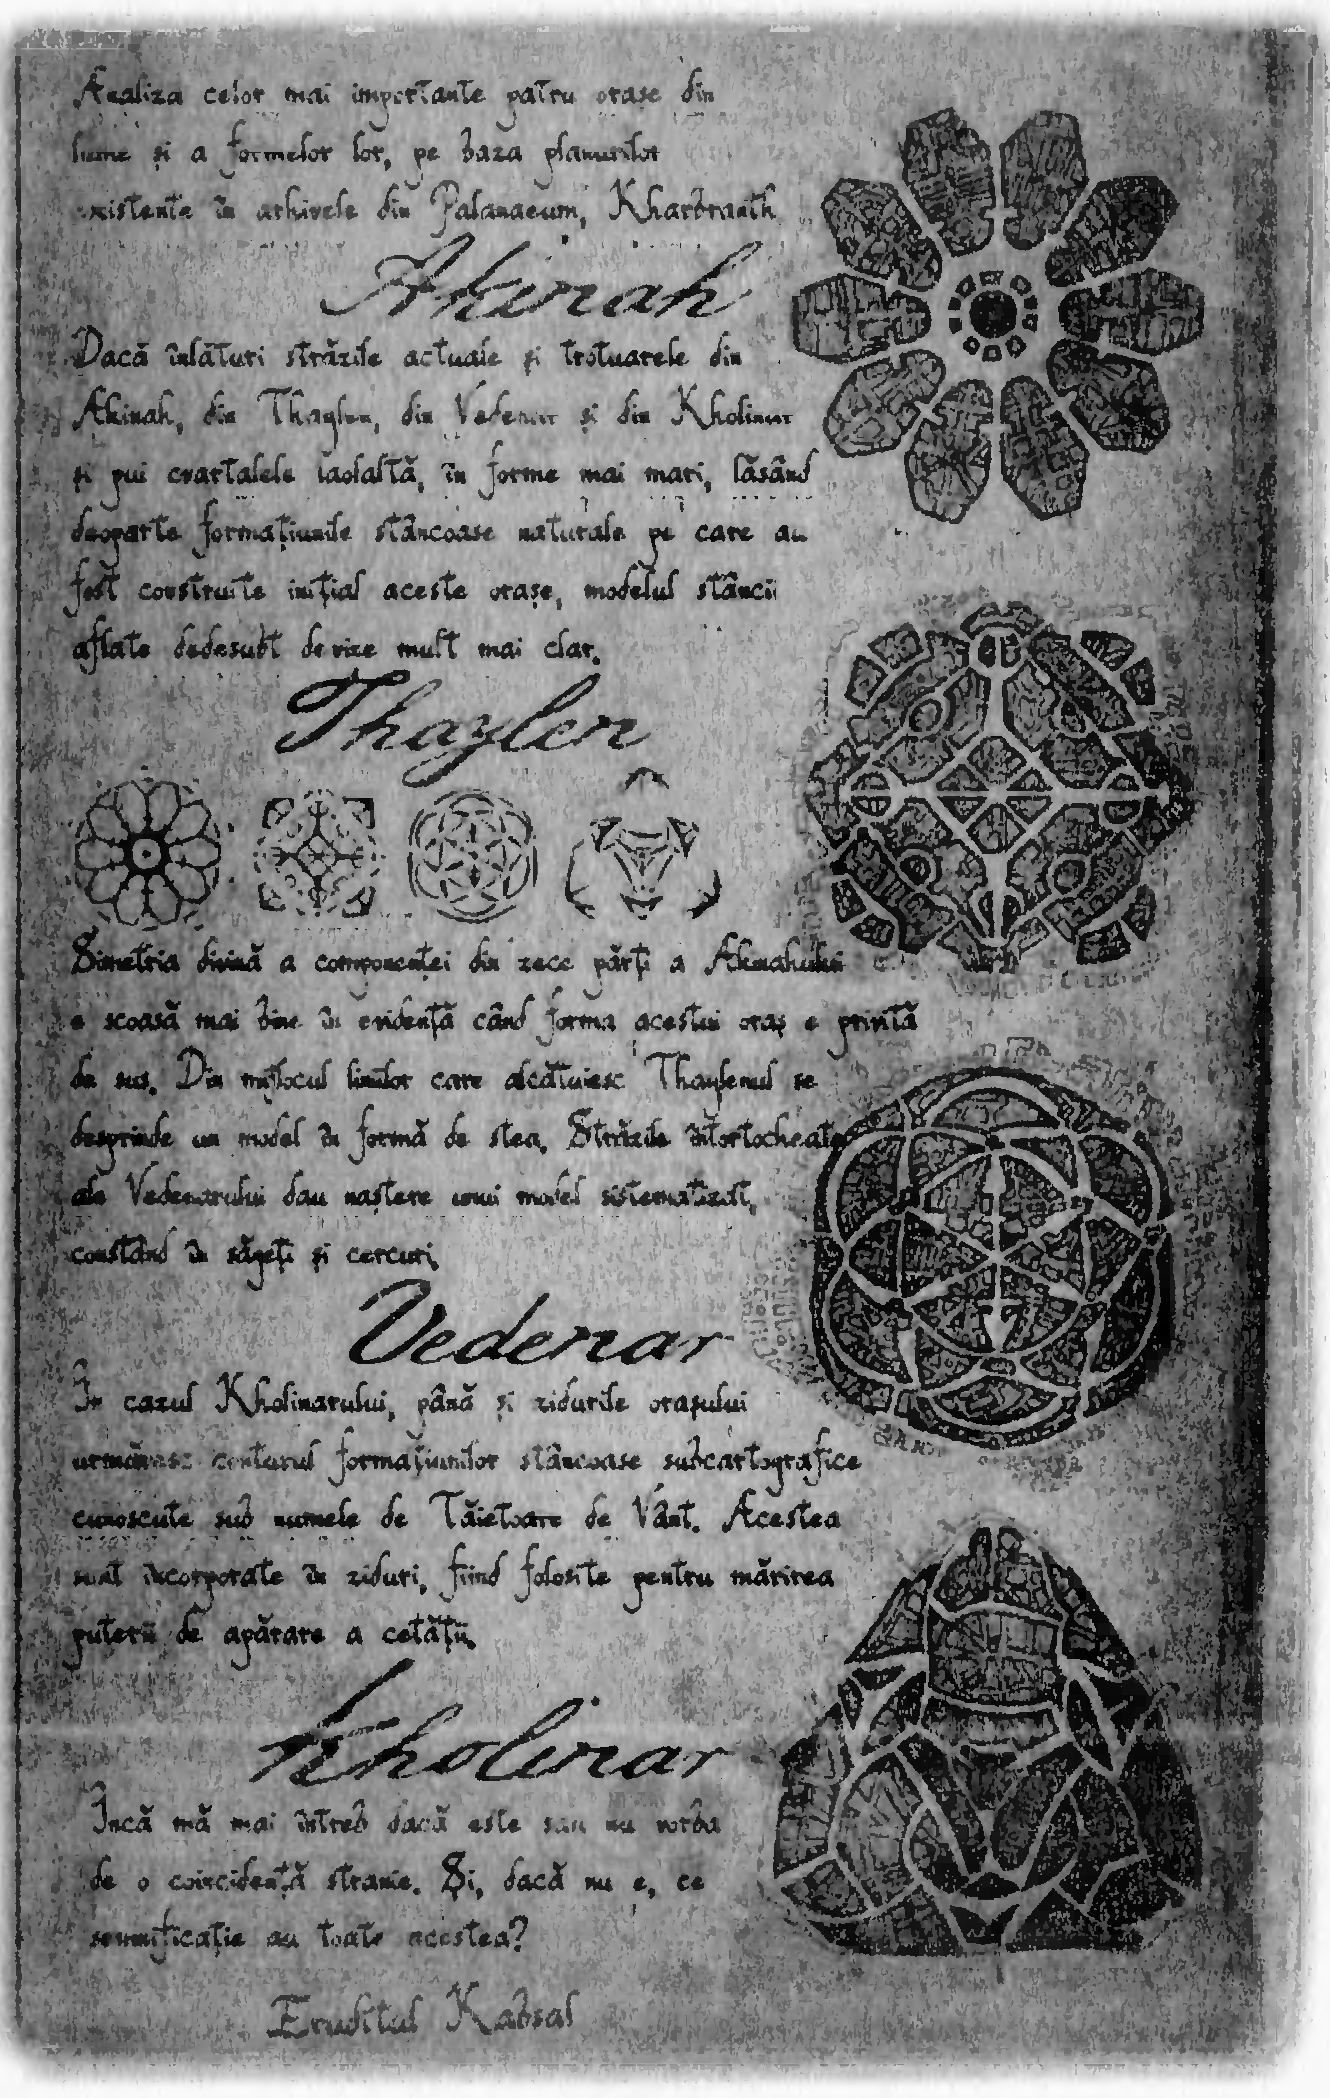 Analiza celor mai importante patru orașe din
lume și a formelor lor, pe baza planurilor
existente în arhivele din Palanaeum, Kharbranth
Akinah
Dacă înlături străzile actuale și trotuarele din
Akinah, din Thaylen, din Vedenar și din Kholinar
și pui cvartalele laolaltă, în forme mai mari, lăsând
deoparte formațiunile stâncoase naturale pe care au
fost construite inițial aceste orașe, modelul stâncii
aflate dedesubt devine mult mai clar.
Thaylen
Simetria divină a componenței din zece părți a Akinahului
e scoasă mai bine în evidență când forma acestui oraș e privită
de sus. Din mijlocul liniilor care alcătuiesc Thaylenul se
desprinde un model în formă de stea. Străzile întortocheate
ale Vedenarului dau naștere unui model sistematizat,
constând în săgeți și cercuri.
Vedenar
În cazul Kholinarului, până și zidurile orașului
urmăresc conturul formațiunilor stâncoase subcartografice
cunoscute sub numele de Tăietoare de Vânt. Acestea
sunt încorporate în ziduri, fiind folosite pentru mărirea
puterii de apărare a cetății.
Kholinar
Încă mă mai întreb dacă este sau nu vorba
de o coincidență stranie. Și, dacă nu e, ce
semnificație au toate acestea?
Eruditul Kabsal